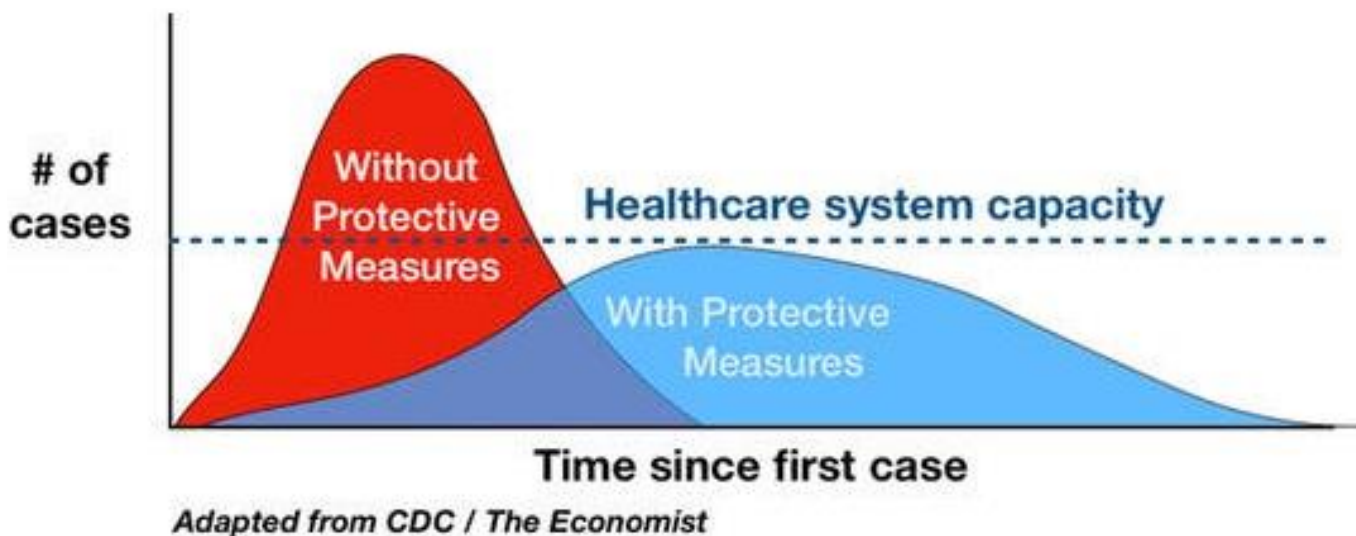 # of
cases
Without
Protective
Measures
Healthcare system capacity
With Protective
Measures
Time since first case
Adapted from CDC / The Economist